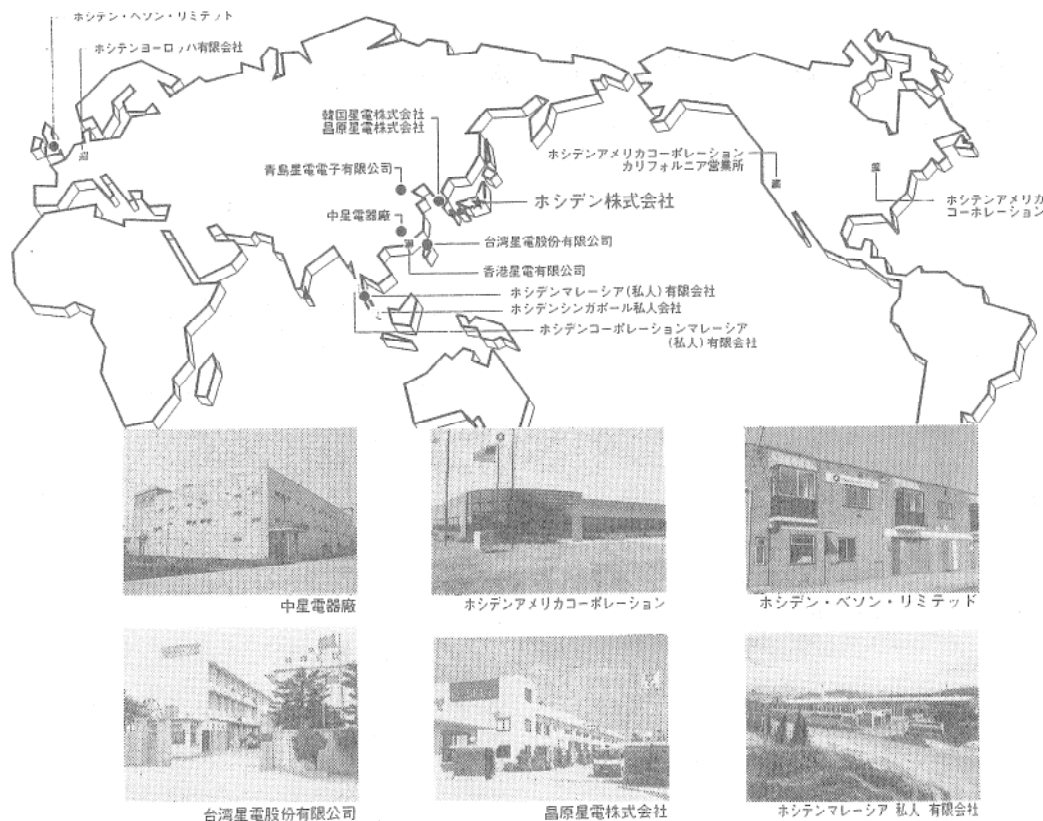 ホシデン・ベソン・リミテッド
ホシデンヨーロッパ有限会社
韓国星電株式会社
昌原星電株式会社
青島星電電子有限公司
ホシデンアメリカコーポレーション
カリフォルニア営業所
ホシデン株式会社
ホシデンアメリカ
コーポレーション
中星電器廠
台湾星電股份有限公司
香港星電有限公司
ホシデンマレーシア(私人)有限会社
ホシデンシンガポール私人会社
ホシデンコーポレーションマレーシア
(私人)有限会社
中星電器廠
ホシデンアメリカコーポレーション
ホシデン・ベソン・リミテッド
台湾星電股份有限公司
昌原星電株式会社
ホシデンマレーシア 私人 有限会社